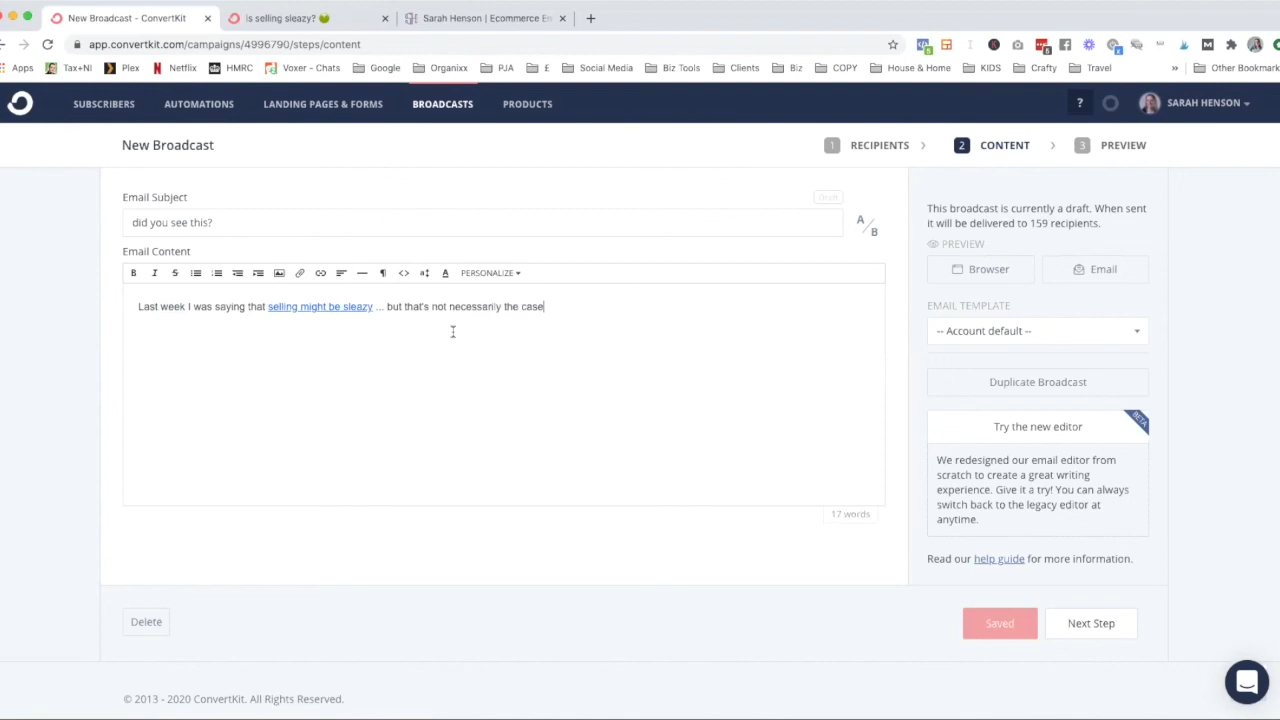 New Broadcast - ConvertKit × is selling sleazy? × Sarah Henson | Ecommerce Em × +
app.convertkit.com/campaigns/4996790/steps/content
Apps Tax+NI Plex Netflix HMRC Voxer - Chats Google Organixx PJA £ Social Media Biz Tools Clients Biz COPY House & Home KIDS Crafty Travel » Other Bookmark
SUBSCRIBERS AUTOMATIONS LANDING PAGES & FORMS BROADCASTS PRODUCTS ? SARAH HENSON
New Broadcast 1 RECIPIENTS 2 CONTENT 3 PREVIEW
Email Subject Draft
did you see this? A/B
Email Content
B I S A PERSONALIZE
Last week I was saying that selling might be sleazy ... but that's not necessarily the case
17 words
This broadcast is currently a draft. When sent
it will be delivered to 159 recipients.
PREVIEW
Browser Email
EMAIL TEMPLATE
-- Account default --
Duplicate Broadcast
Try the new editor BETA
We redesigned our email editor from
scratch to create a great writing
experience. Give it a try! You can always
switch back to the legacy editor at
anytime.
Read our help guide for more information.
Delete Saved Next Step
© 2013 - 2020 ConvertKit. All Rights Reserved.